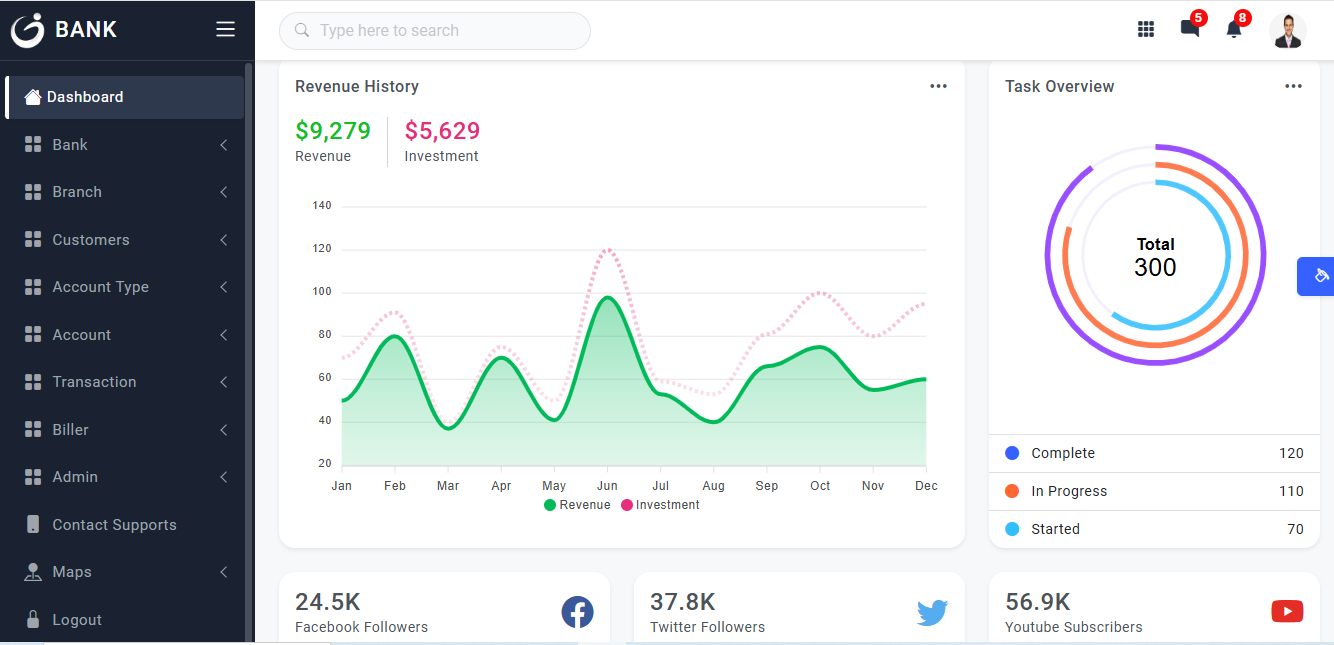 BANK
Type here to search
5
8
Dashboard
Bank
Branch
Customers
Account Type
Account
Transaction
Biller
Admin
Contact Supports
Maps
Logout
Revenue History
$9,279
Revenue
$5,629
Investment
140
120
100
80
60
40
20
Jan Feb Mar Apr May Jun Jul Aug Sep Oct Nov Dec
Revenue Investment
Task Overview
Total
300
Complete 120
In Progress 110
Started 70
24.5K
Facebook Followers
37.8K
Twitter Followers
56.9K
Youtube Subscribers